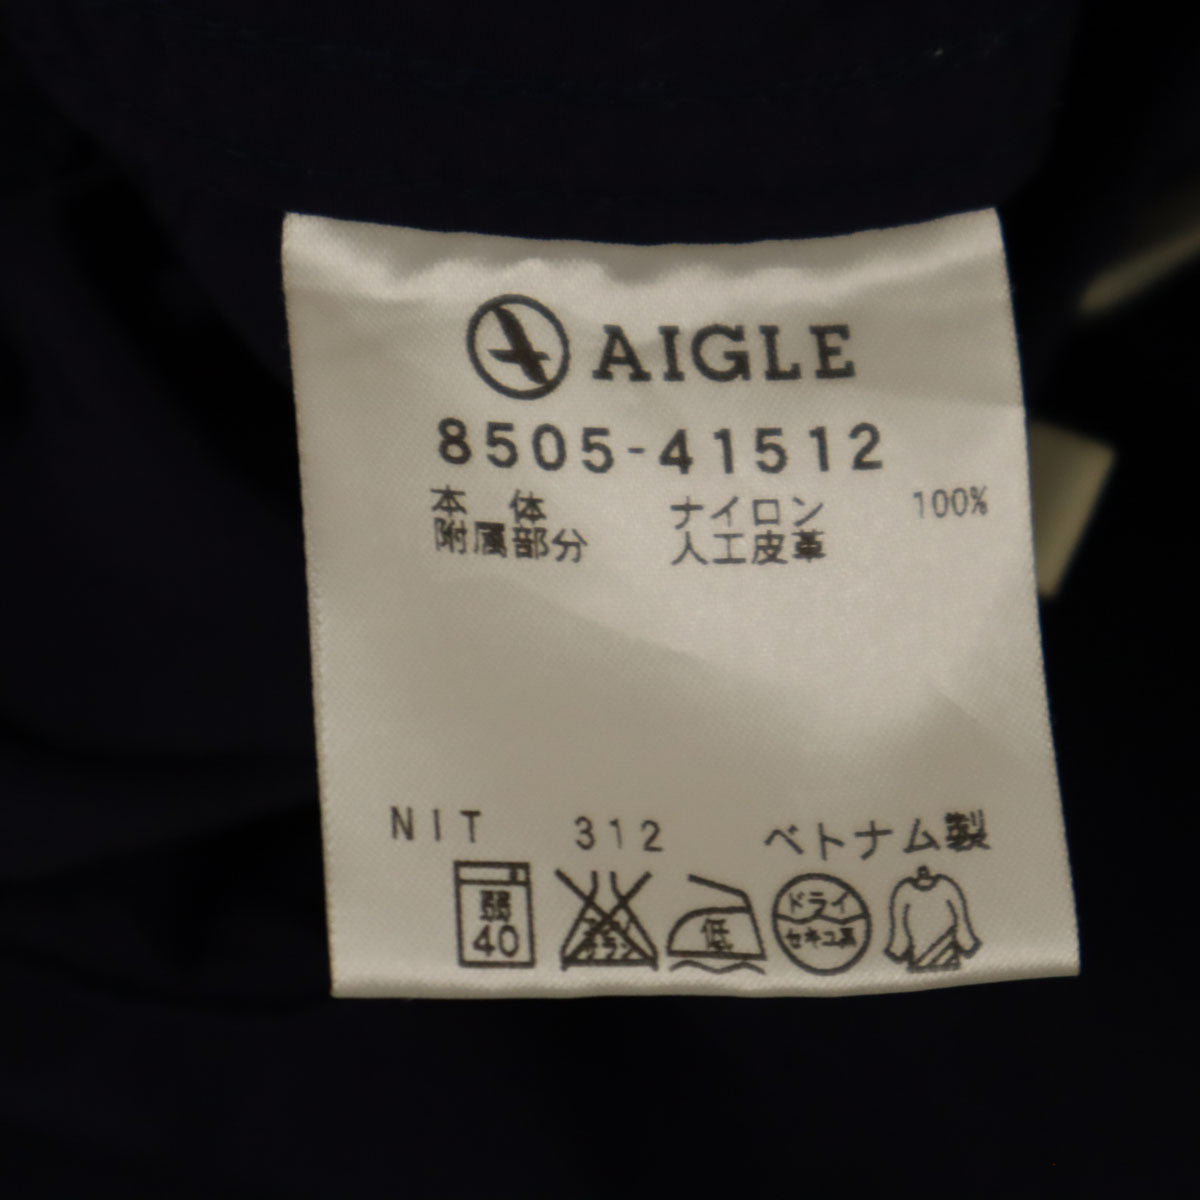 AIGLE
8505-41512
本 体 ナイロン 100%
附属部分 人工皮革
NIT 312 ベトナム製
弱 40
低
ドライ
セキユ系